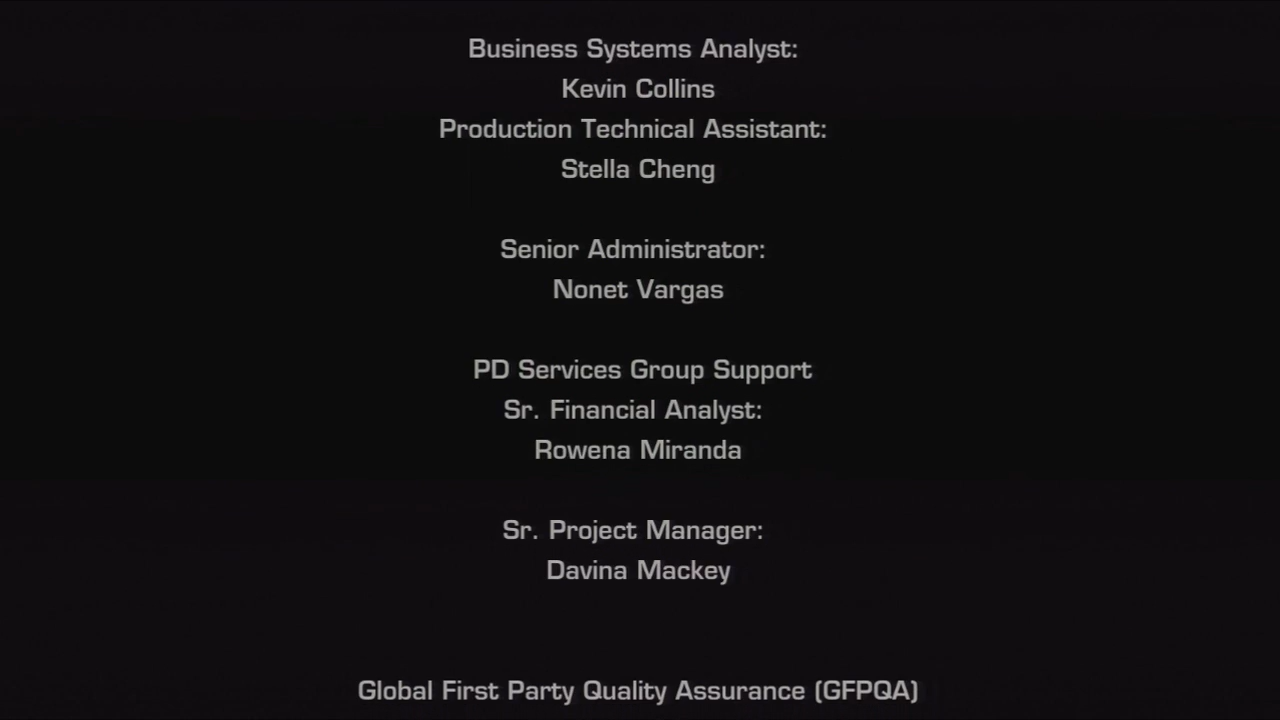 Business Systems Analyst:
Kevin Collins
Production Technical Assistant:
Stella Cheng
Senior Administrator:
Nonet Vargas
PD Services Group Support
Sr. Financial Analyst:
Rowena Miranda
Sr. Project Manager:
Davina Mackey
Global First Party Quality Assurance (GFPQA)